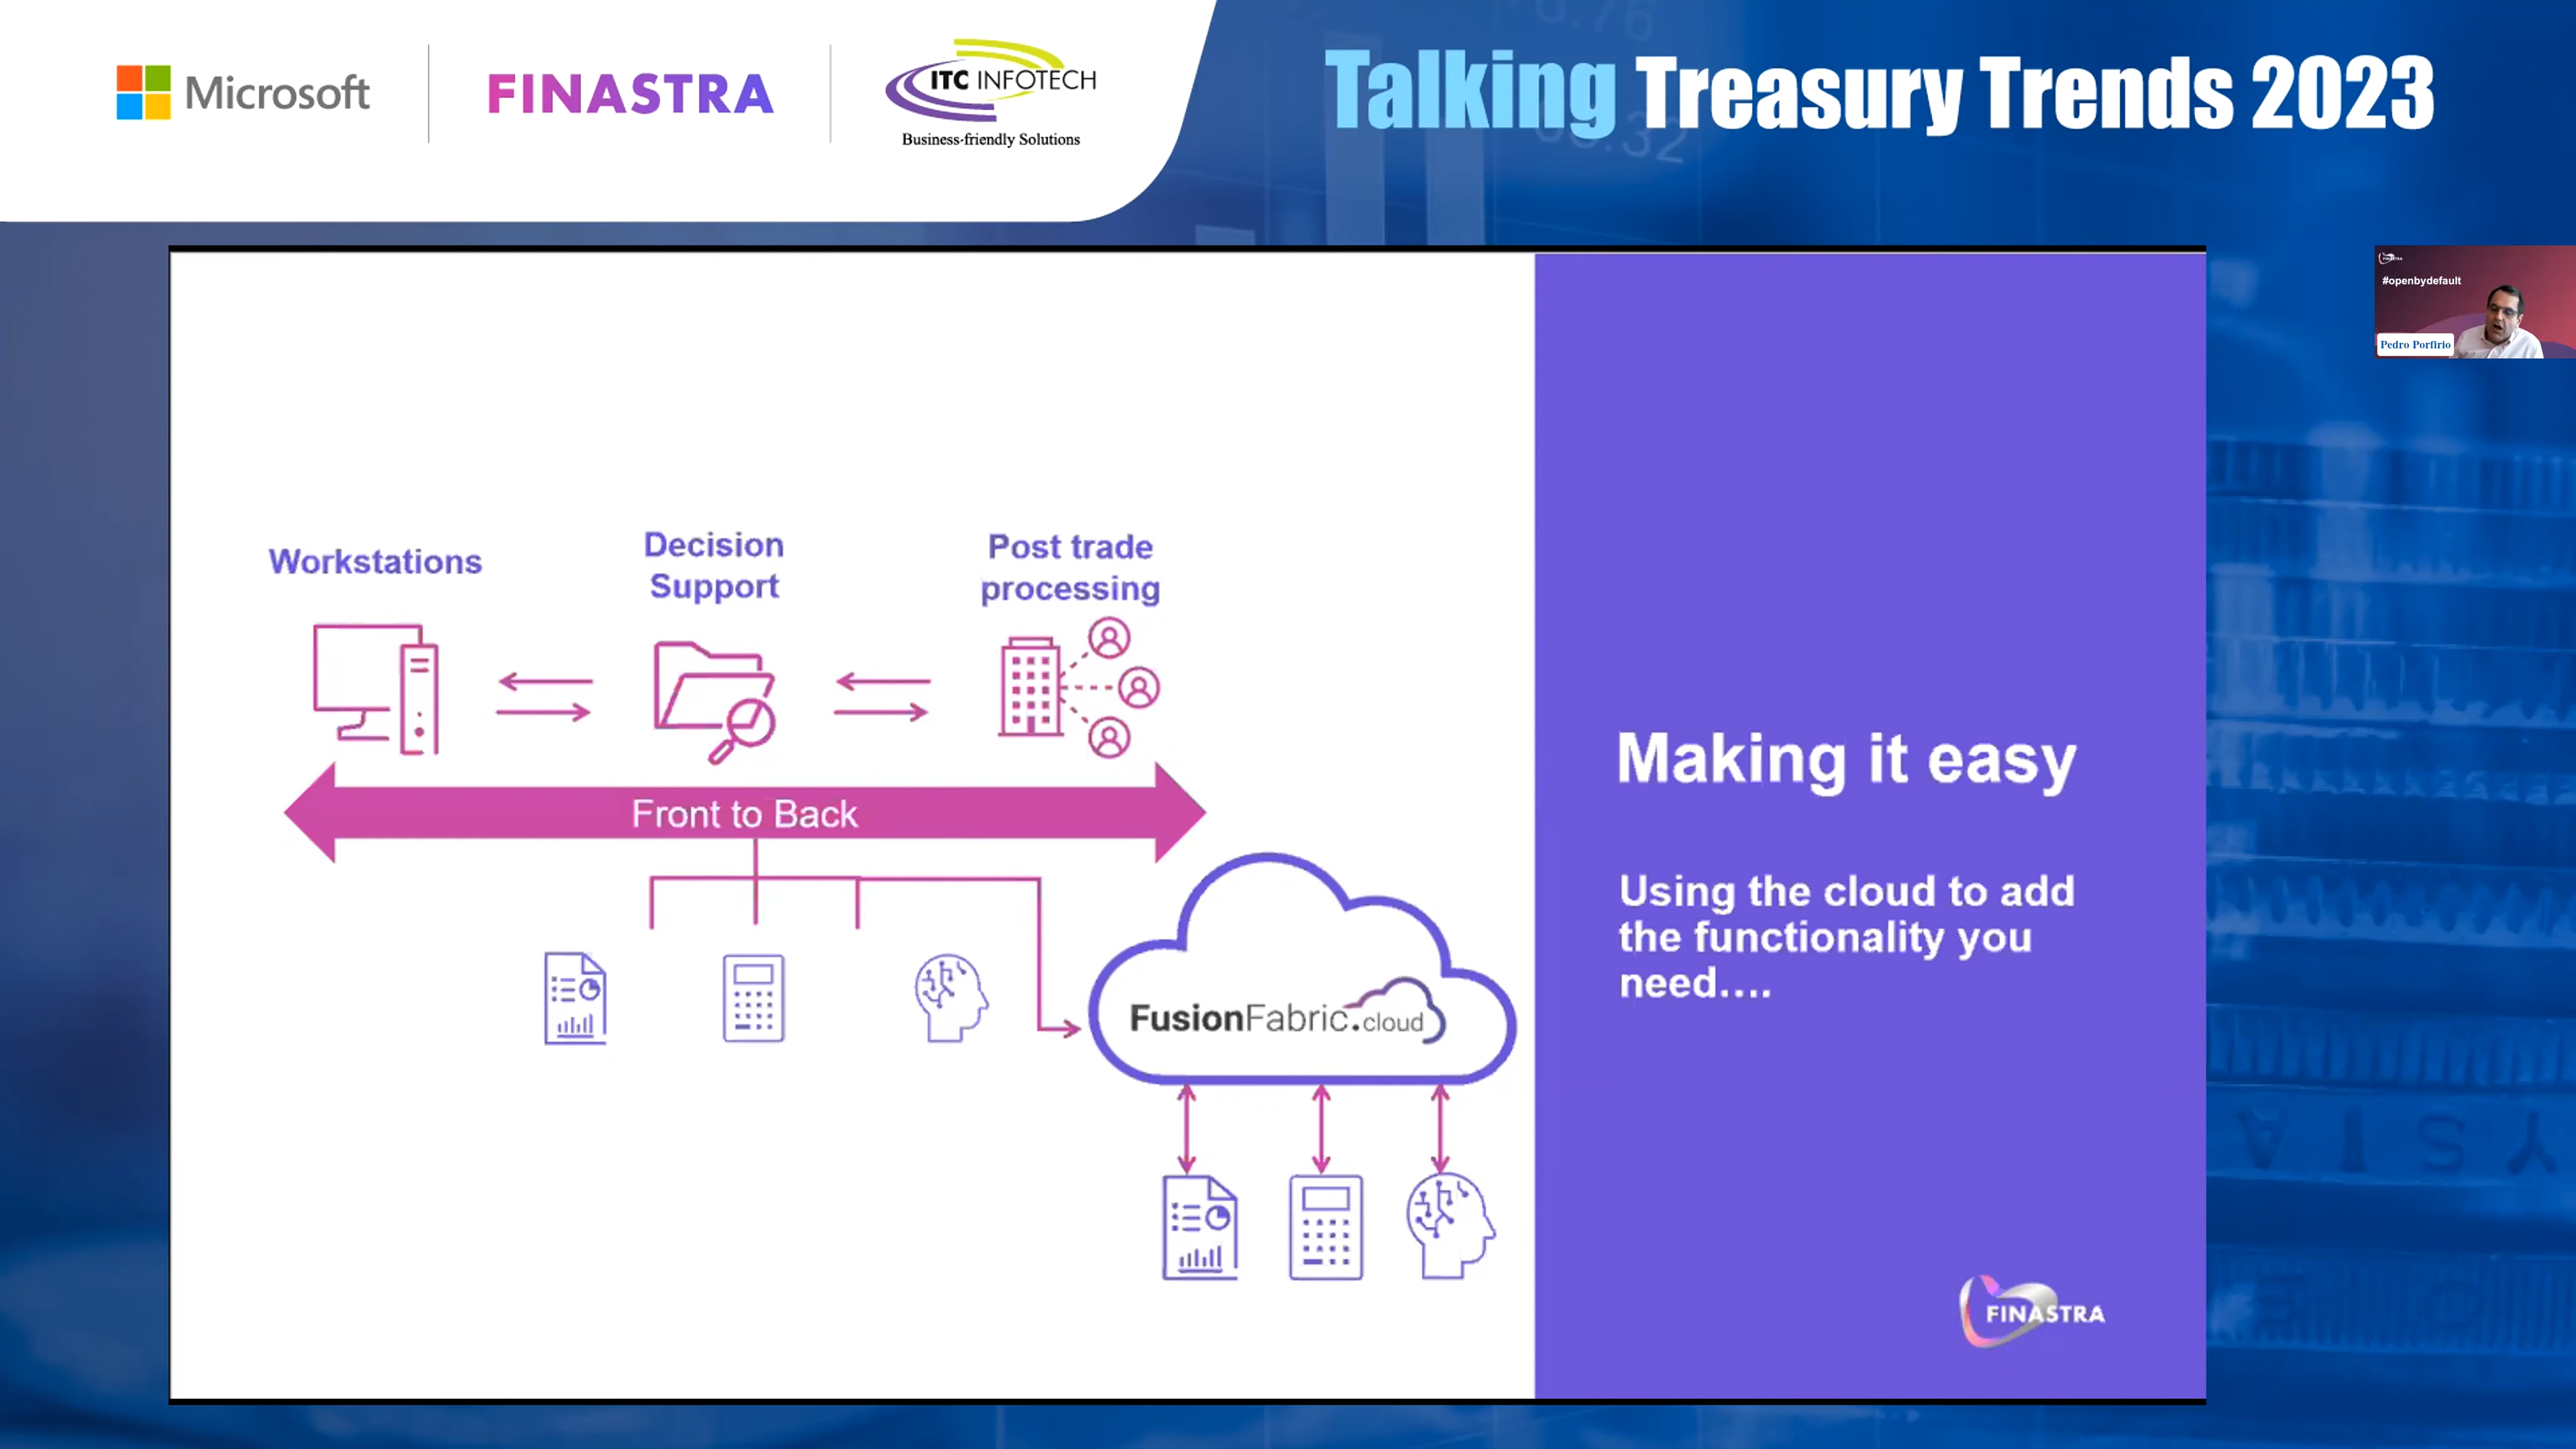 Microsoft
FINASTRA
ITC INFOTECH
Business-friendly Solutions
Talking Treasury Trends 2023
FINASTRA
#openbydefault
Pedro Porfirio
Workstations
Decision
Support
Post trade
processing
Front to Back
FusionFabric.cloud
Making it easy
Using the cloud to add
the functionality you
need....
FINASTRA